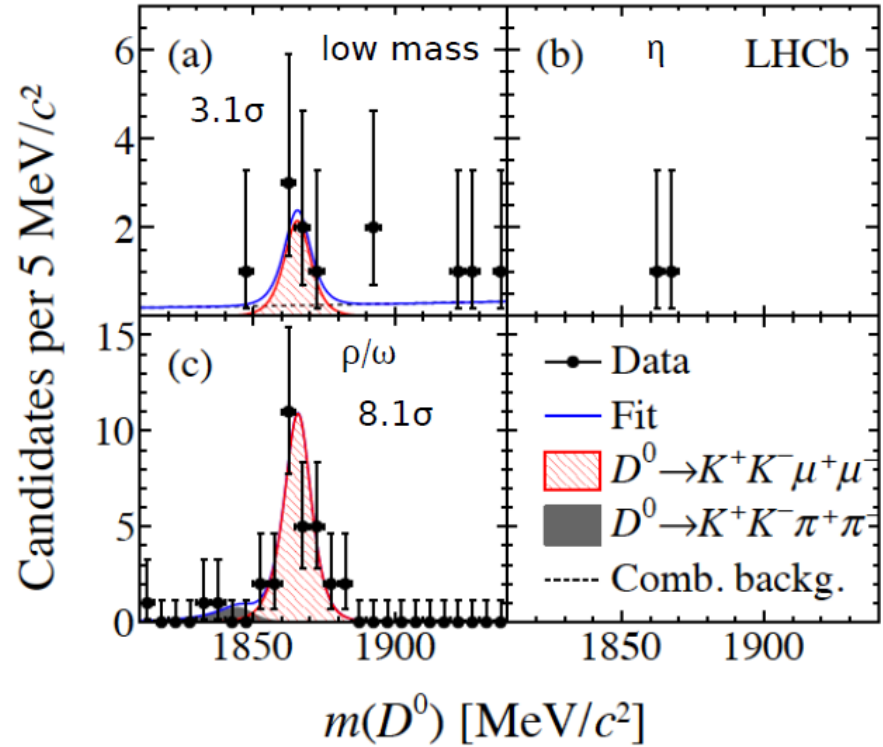 Candidates per 5 MeV/c²
6
4
2
(a)
low mass
3.1σ
(b)
η
LHCb
15
10
5
0
(c)
ρ/ω
8.1σ
Data
Fit
D⁰→K⁺K⁻μ⁺μ⁻
D⁰→K⁺K⁻π⁺π⁻
Comb. backg.
1850 1900 1850 1900
m(D⁰) [MeV/c²]